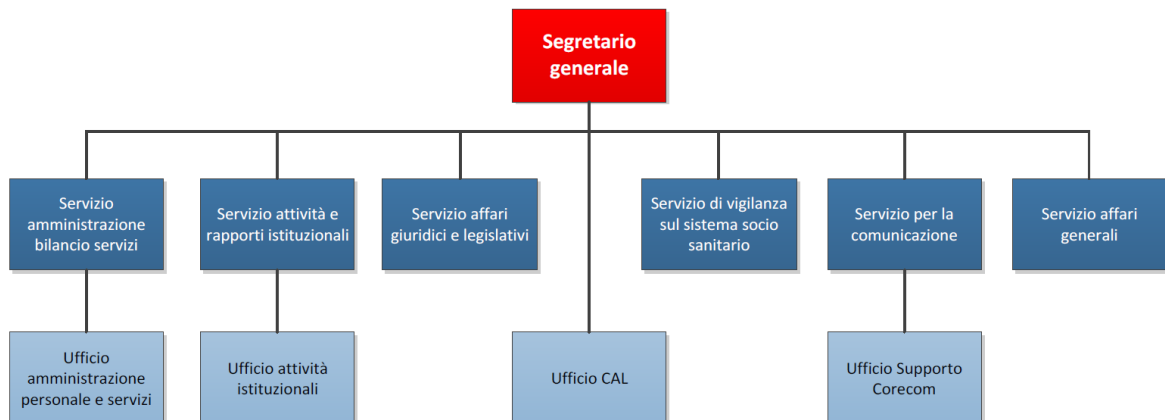 Segretario
generale
Servizio
amministrazione
bilancio servizi
Servizio attività e
rapporti istituzionali
Servizio affari
giuridici e legislativi
Servizio di vigilanza
sul sistema socio
sanitario
Servizio per la
comunicazione
Servizio affari
generali
Ufficio
amministrazione
personale e servizi
Ufficio attività
istituzionali
Ufficio CAL
Ufficio Supporto
Corecom